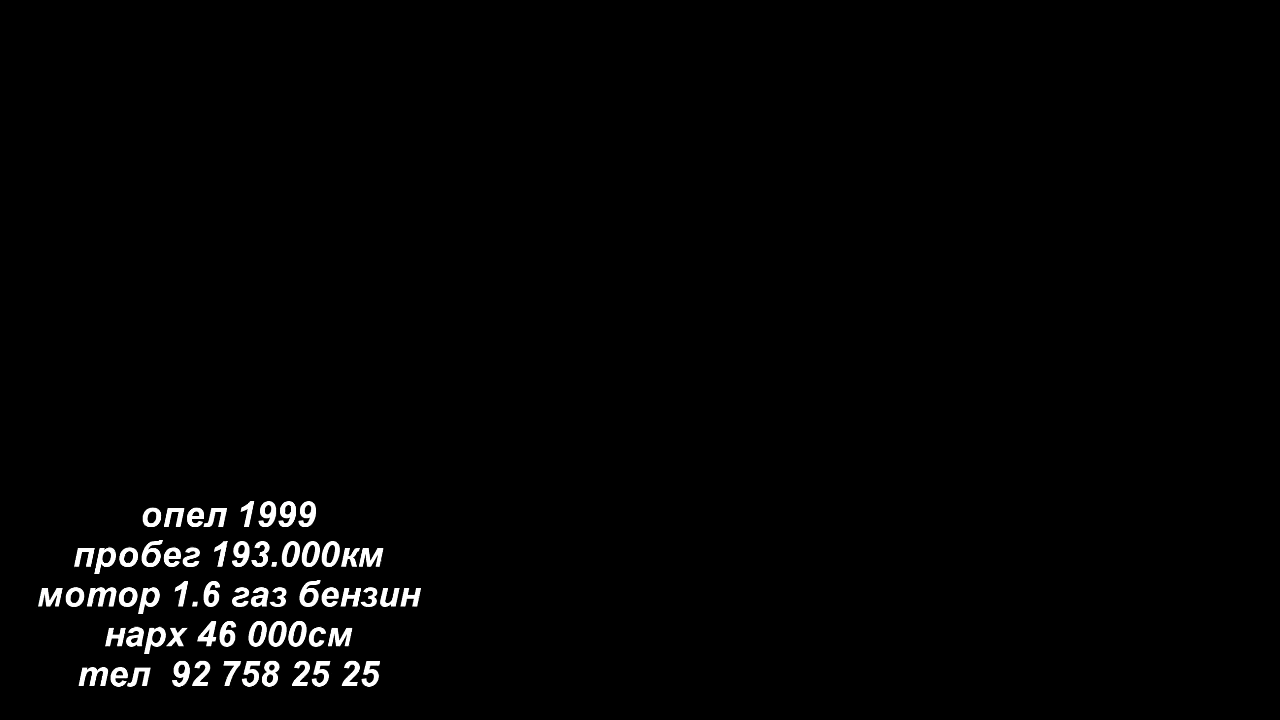 опел 1999
пробег 193.000км
мотор 1.6 газ бензин
нарх 46 000см
тел  92 758 25 25